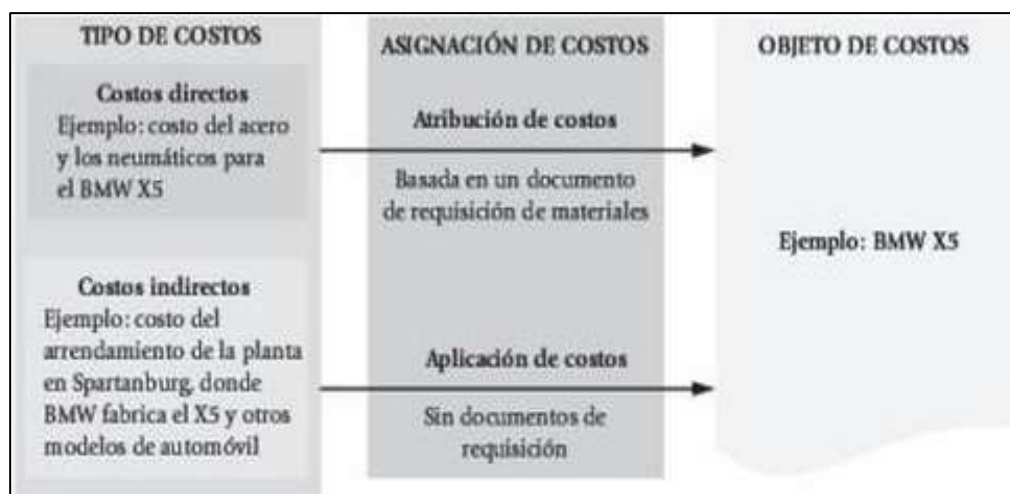 TIPO DE COSTOS
Costos directos
Ejemplo: costo del acero
y los neumáticos para
el BMW X5
Costos indirectos
Ejemplo: costo del
arrendamiento de la planta
en Spartanburg, donde
BMW fabrica el X5 y otros
modelos de automóvil
ASIGNACIÓN DE COSTOS
Atribución de costos
Basada en un documento
de requisición de materiales
Aplicación de costos
Sin documentos de
requisición
OBJETO DE COSTOS
Ejemplo: BMW X5